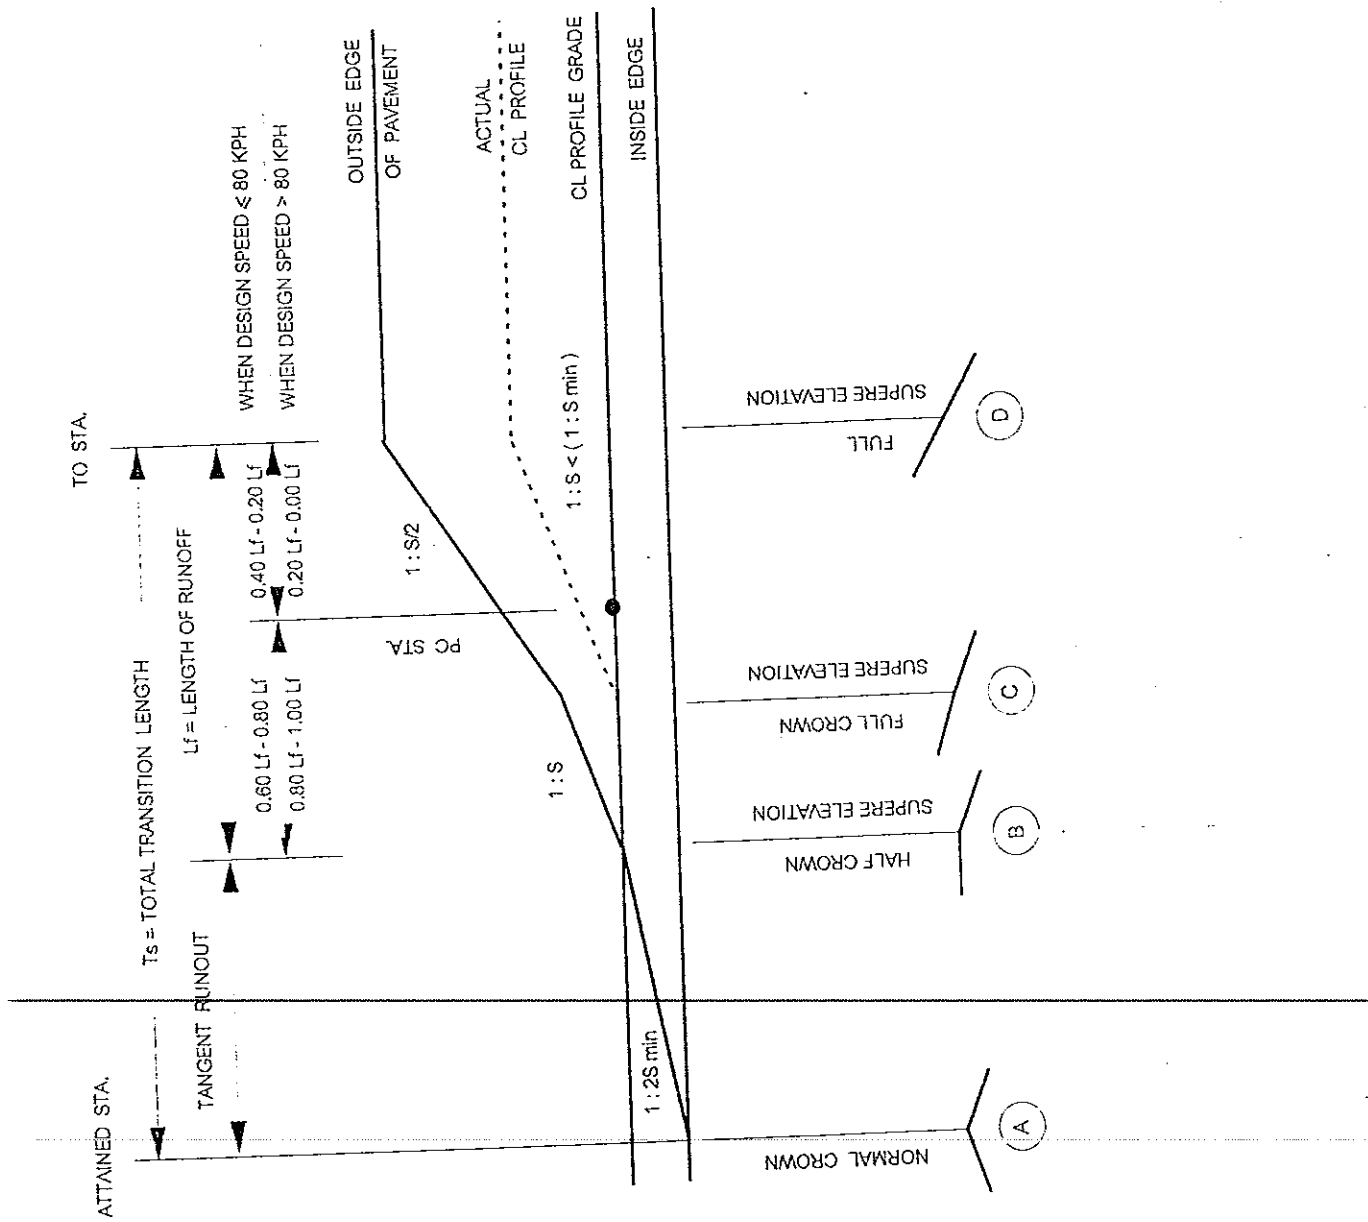 ATTAINED STA.
TO STA.
Ts = TOTAL TRANSITION LENGTH
TANGENT RUNOUT
Lf = LENGTH OF RUNOFF
0.60 Lf - 0.80 Lf
0.40 Lf - 0.20 Lf
WHEN DESIGN SPEED ⩽ 80 KPH
0.80 Lf - 1.00 Lf
0.20 Lf - 0.00 Lf
WHEN DESIGN SPEED > 80 KPH
PC STA.
OUTSIDE EDGE
OF PAVEMENT
1 : S/2
ACTUAL
CL PROFILE
1 : S
1 : S < ( 1 : S min )
CL PROFILE GRADE
1 : 2S min
INSIDE EDGE
NORMAL CROWN
HALF CROWN
SUPERE ELEVATION
FULL CROWN
SUPERE ELEVATION
FULL
SUPERE ELEVATION
A
B
C
D